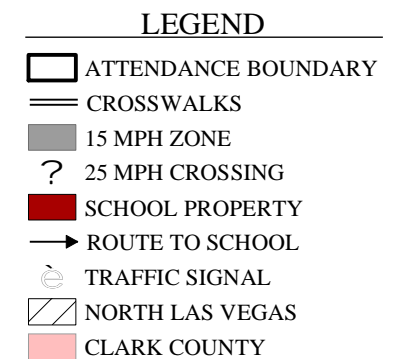 LEGEND
ATTENDANCE BOUNDARY
CROSSWALKS
15 MPH ZONE
? 25 MPH CROSSING
SCHOOL PROPERTY
ROUTE TO SCHOOL
è TRAFFIC SIGNAL
NORTH LAS VEGAS
CLARK COUNTY